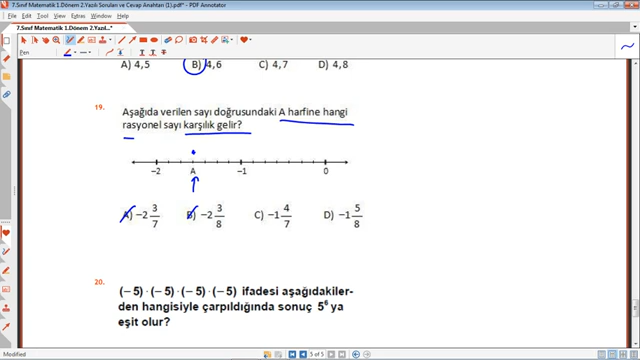 7.Sınıf Matematik 1.Dönem 2.Yazılı Soruları ve Cevap Anahtarı (1).pdf* - PDF Annotator
File Edit Tools View Help
7.Sınıf Matematik 1.Dönem 2.Yazıl...*
Pen
A) 4,5 B) 4,6 C) 4,7 D) 4,8
19.
Aşağıda verilen sayı doğrusundaki A harfine hangi
rasyonel sayı karşılık gelir?
-2 A -1 0
A) -2 3/7 B) -2 3/8 C) -1 4/7 D) -1 5/8
20.
(−5) · (−5) · (−5) · (−5) ifadesi aşağıdakiler-
den hangisiyle çarpıldığında sonuç 5⁶ ya
eşit olur?
Modified
5 of 5